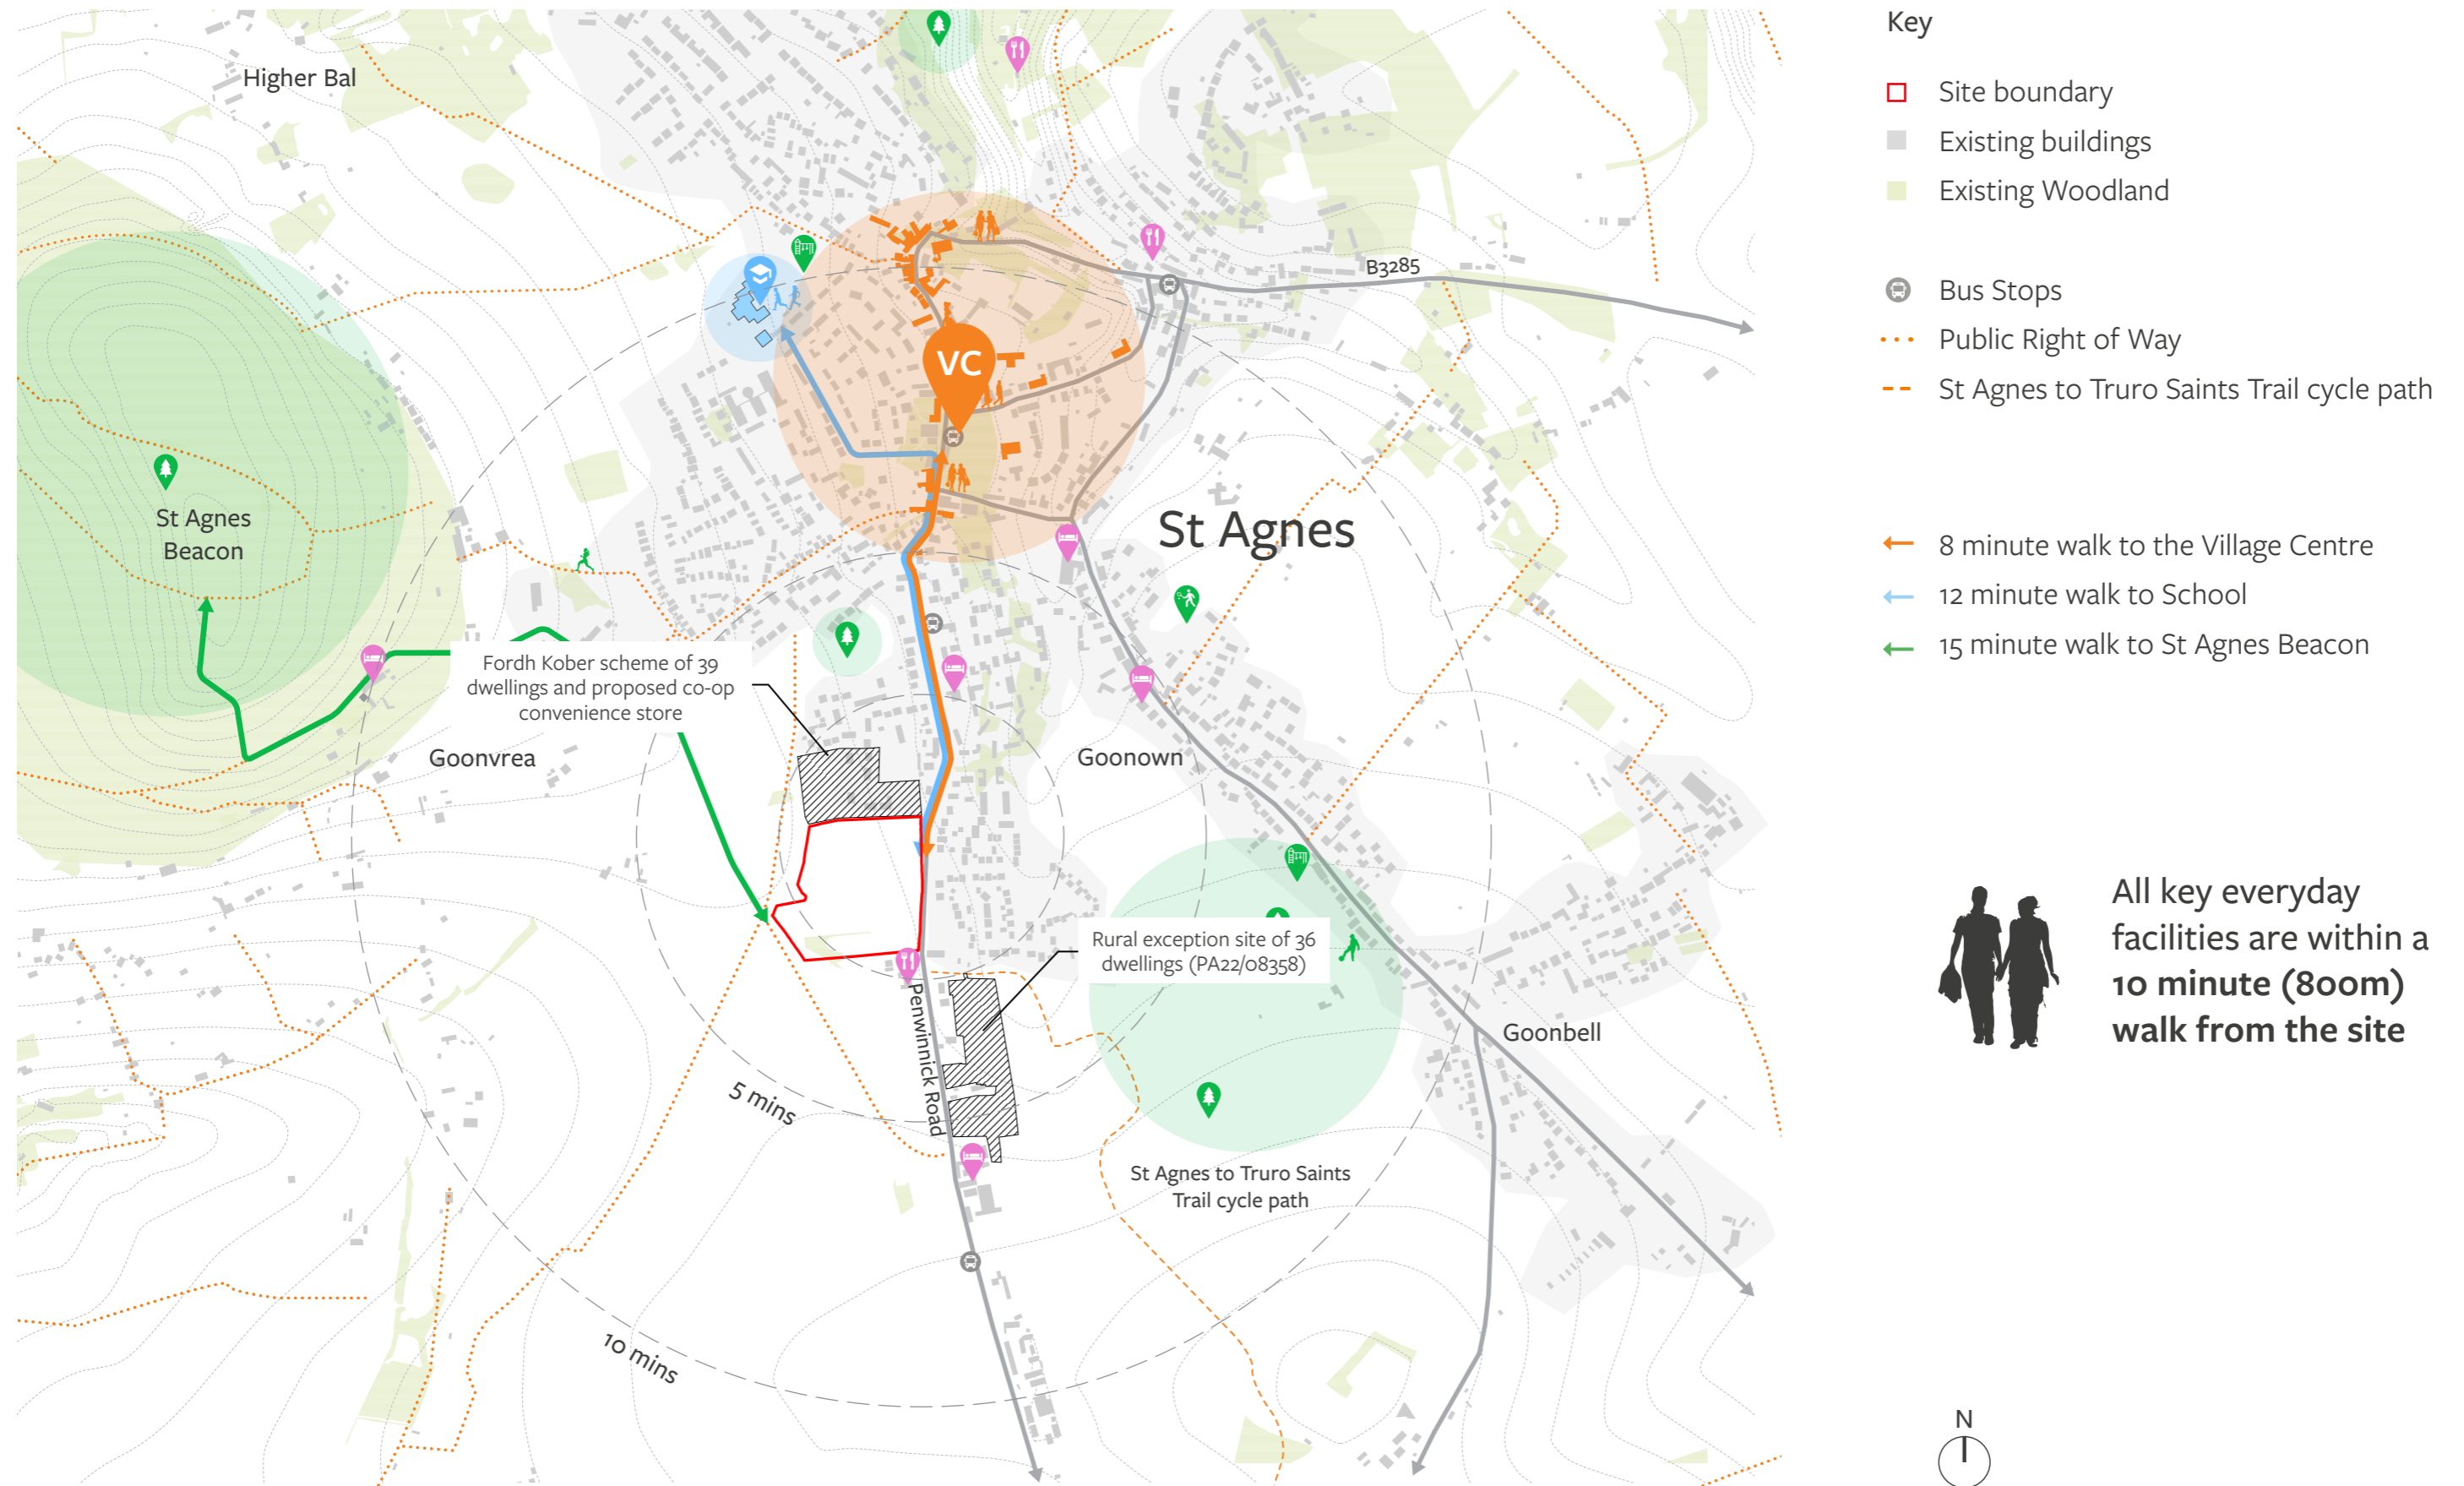 Higher Bal
St Agnes
Beacon
VC
B3285
St Agnes
Fordh Kober scheme of 39
dwellings and proposed co-op
convenience store
Goonvrea
Goonown
Rural exception site of 36
dwellings (PA22/08358)
Penwinnick Road
Goonbell
5 mins
St Agnes to Truro Saints
Trail cycle path
10 mins
Key
Site boundary
Existing buildings
Existing Woodland
Bus Stops
Public Right of Way
St Agnes to Truro Saints Trail cycle path
8 minute walk to the Village Centre
12 minute walk to School
15 minute walk to St Agnes Beacon
All key everyday
facilities are within a
10 minute (800m)
walk from the site
N